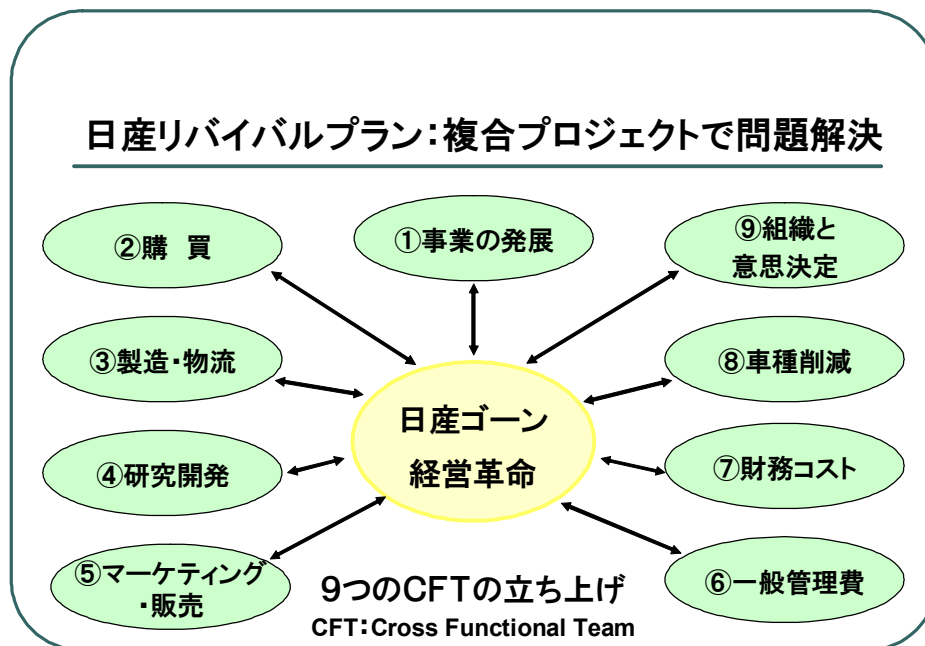 日産リバイバルプラン:複合プロジェクトで問題解決
①事業の発展
②購　買
③製造・物流
④研究開発
⑤マーケティング
・販売
⑥一般管理費
⑦財務コスト
⑧車種削減
⑨組織と
意思決定
日産ゴーン
経営革命
9つのCFTの立ち上げ
CFT:Cross Functional Team